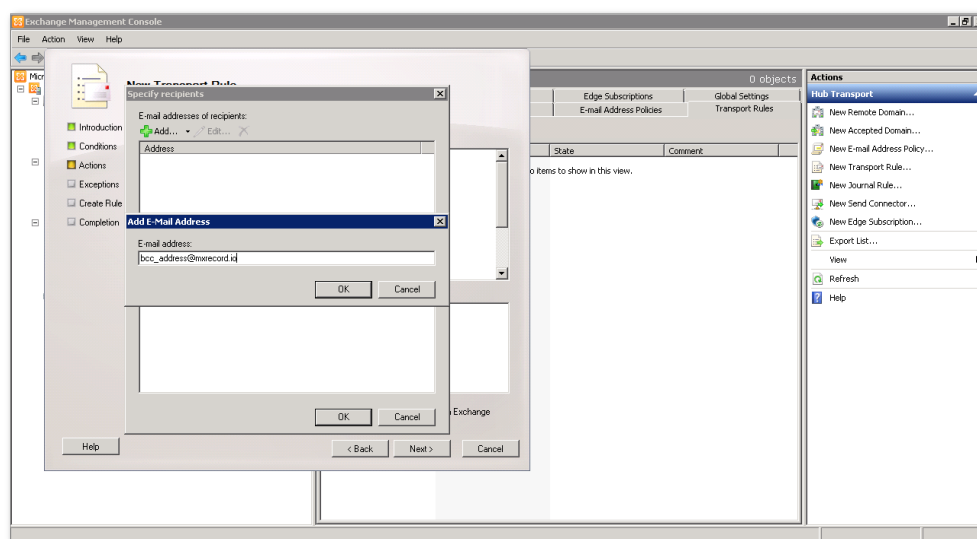 Exchange Management Console
File Action View Help
Micr
New Transport Rule
Introduction
Conditions
Actions
Exceptions
Create Rule
Completion
Specify recipients
E-mail addresses of recipients:
Add... Edit...
Address
Add E-Mail Address
E-mail address:
bcc_address@mxrecord.io
OK Cancel
OK Cancel
Exchange
Help < Back Next > Cancel
0 objects
Edge Subscriptions Global Settings
E-mail Address Policies Transport Rules
State Comment
o items to show in this view.
Actions
Hub Transport
New Remote Domain...
New Accepted Domain...
New E-mail Address Policy...
New Transport Rule...
New Journal Rule...
New Send Connector...
New Edge Subscription...
Export List...
View
Refresh
Help